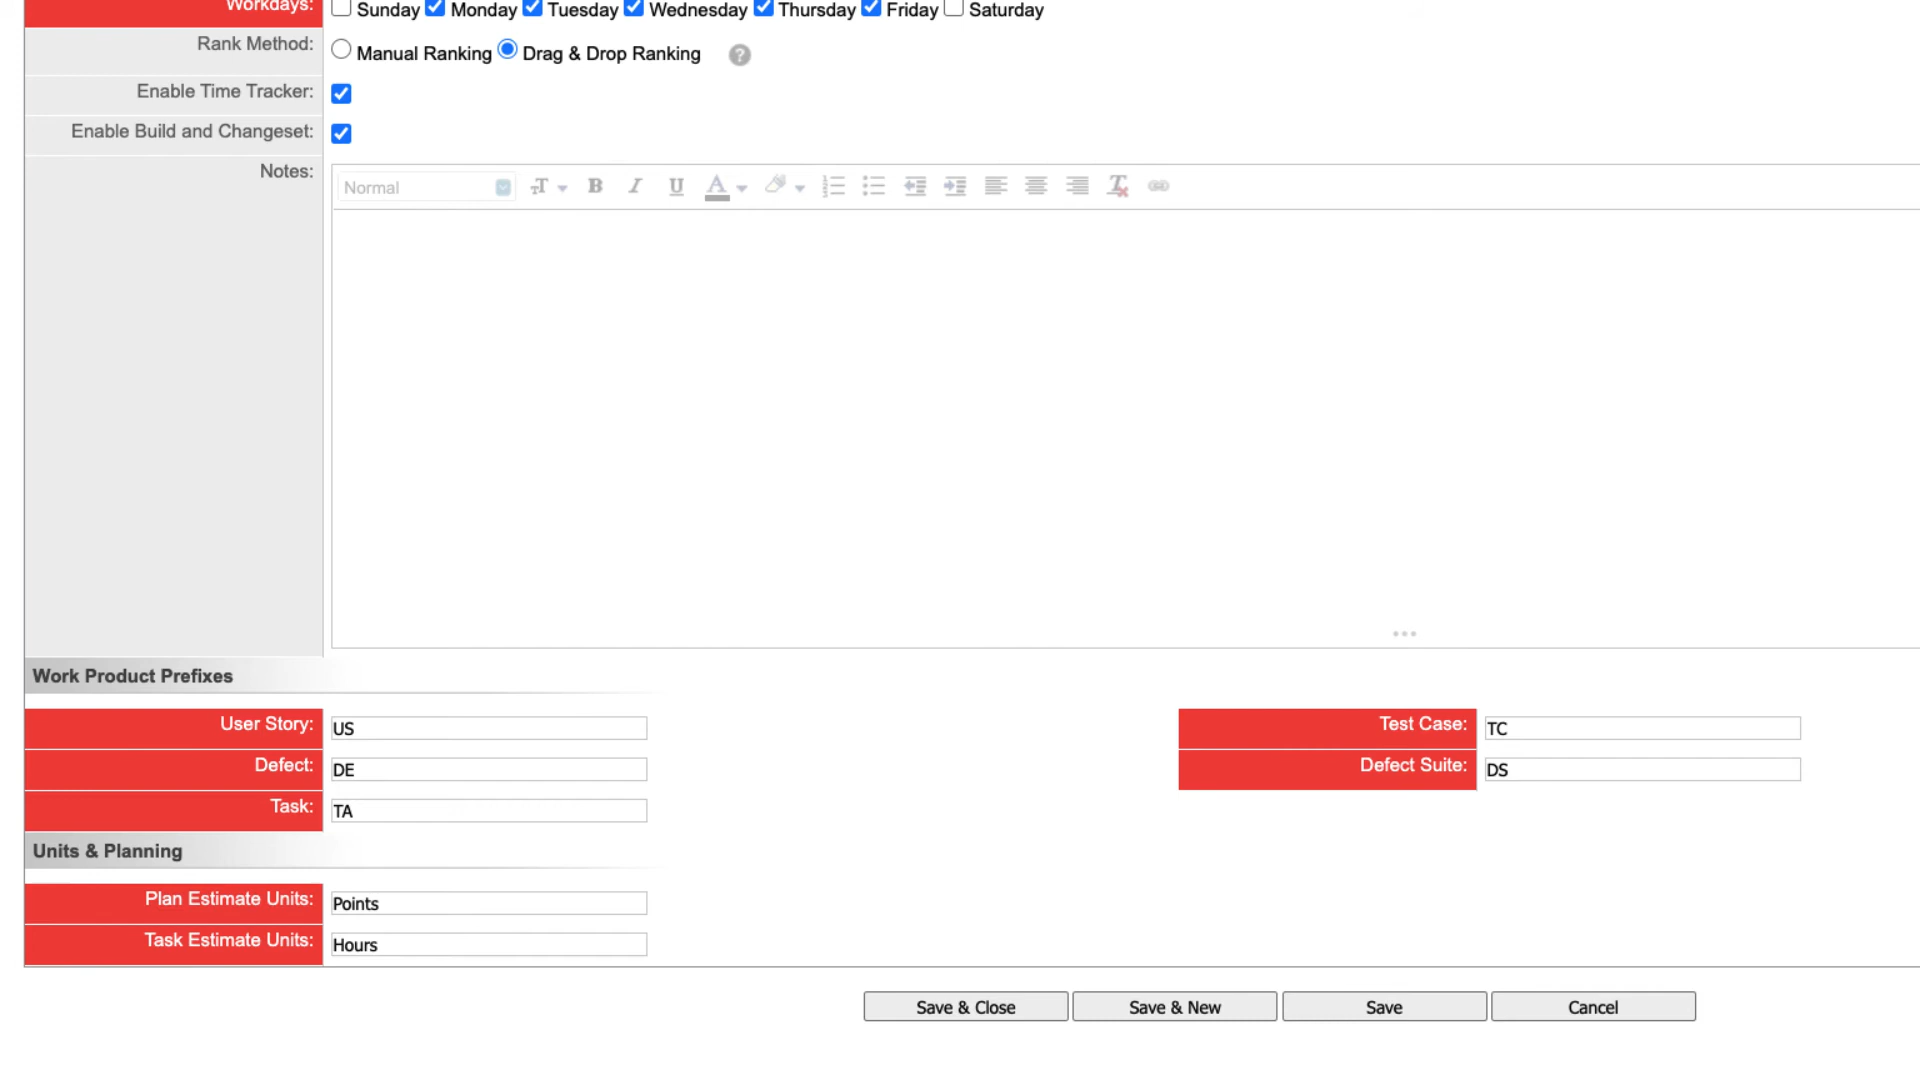 Workdays: Sunday Monday Tuesday Wednesday Thursday Friday Saturday
Rank Method: Manual Ranking Drag & Drop Ranking ?
Enable Time Tracker:
Enable Build and Changeset:
Notes:
Normal
Work Product Prefixes
User Story: US Test Case: TC
Defect: DE Defect Suite: DS
Task: TA
Units & Planning
Plan Estimate Units: Points
Task Estimate Units: Hours
Save & Close Save & New Save Cancel